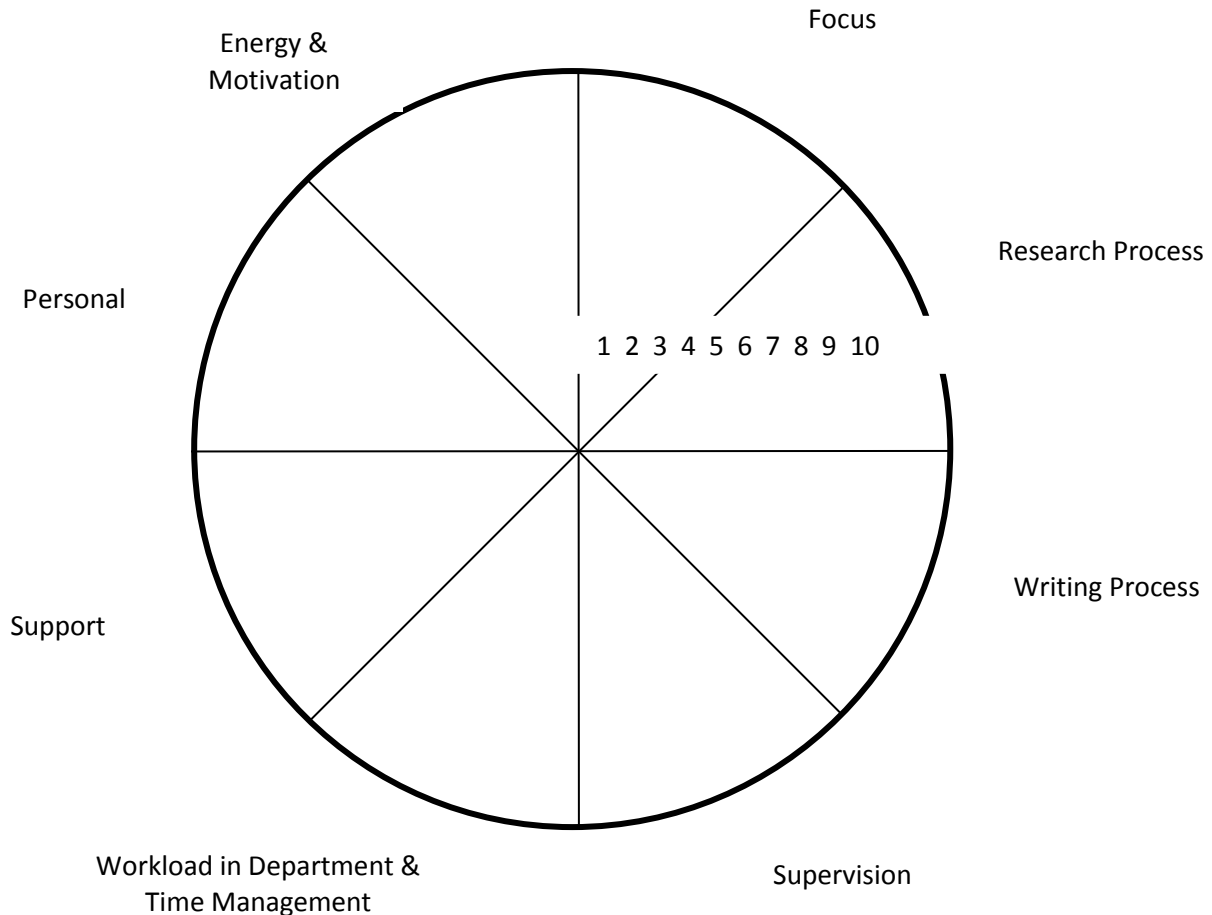 Focus
Energy &
Motivation
Research Process
Personal
1 2 3 4 5 6 7 8 9 10
Writing Process
Support
Workload in Department &
Time Management
Supervision